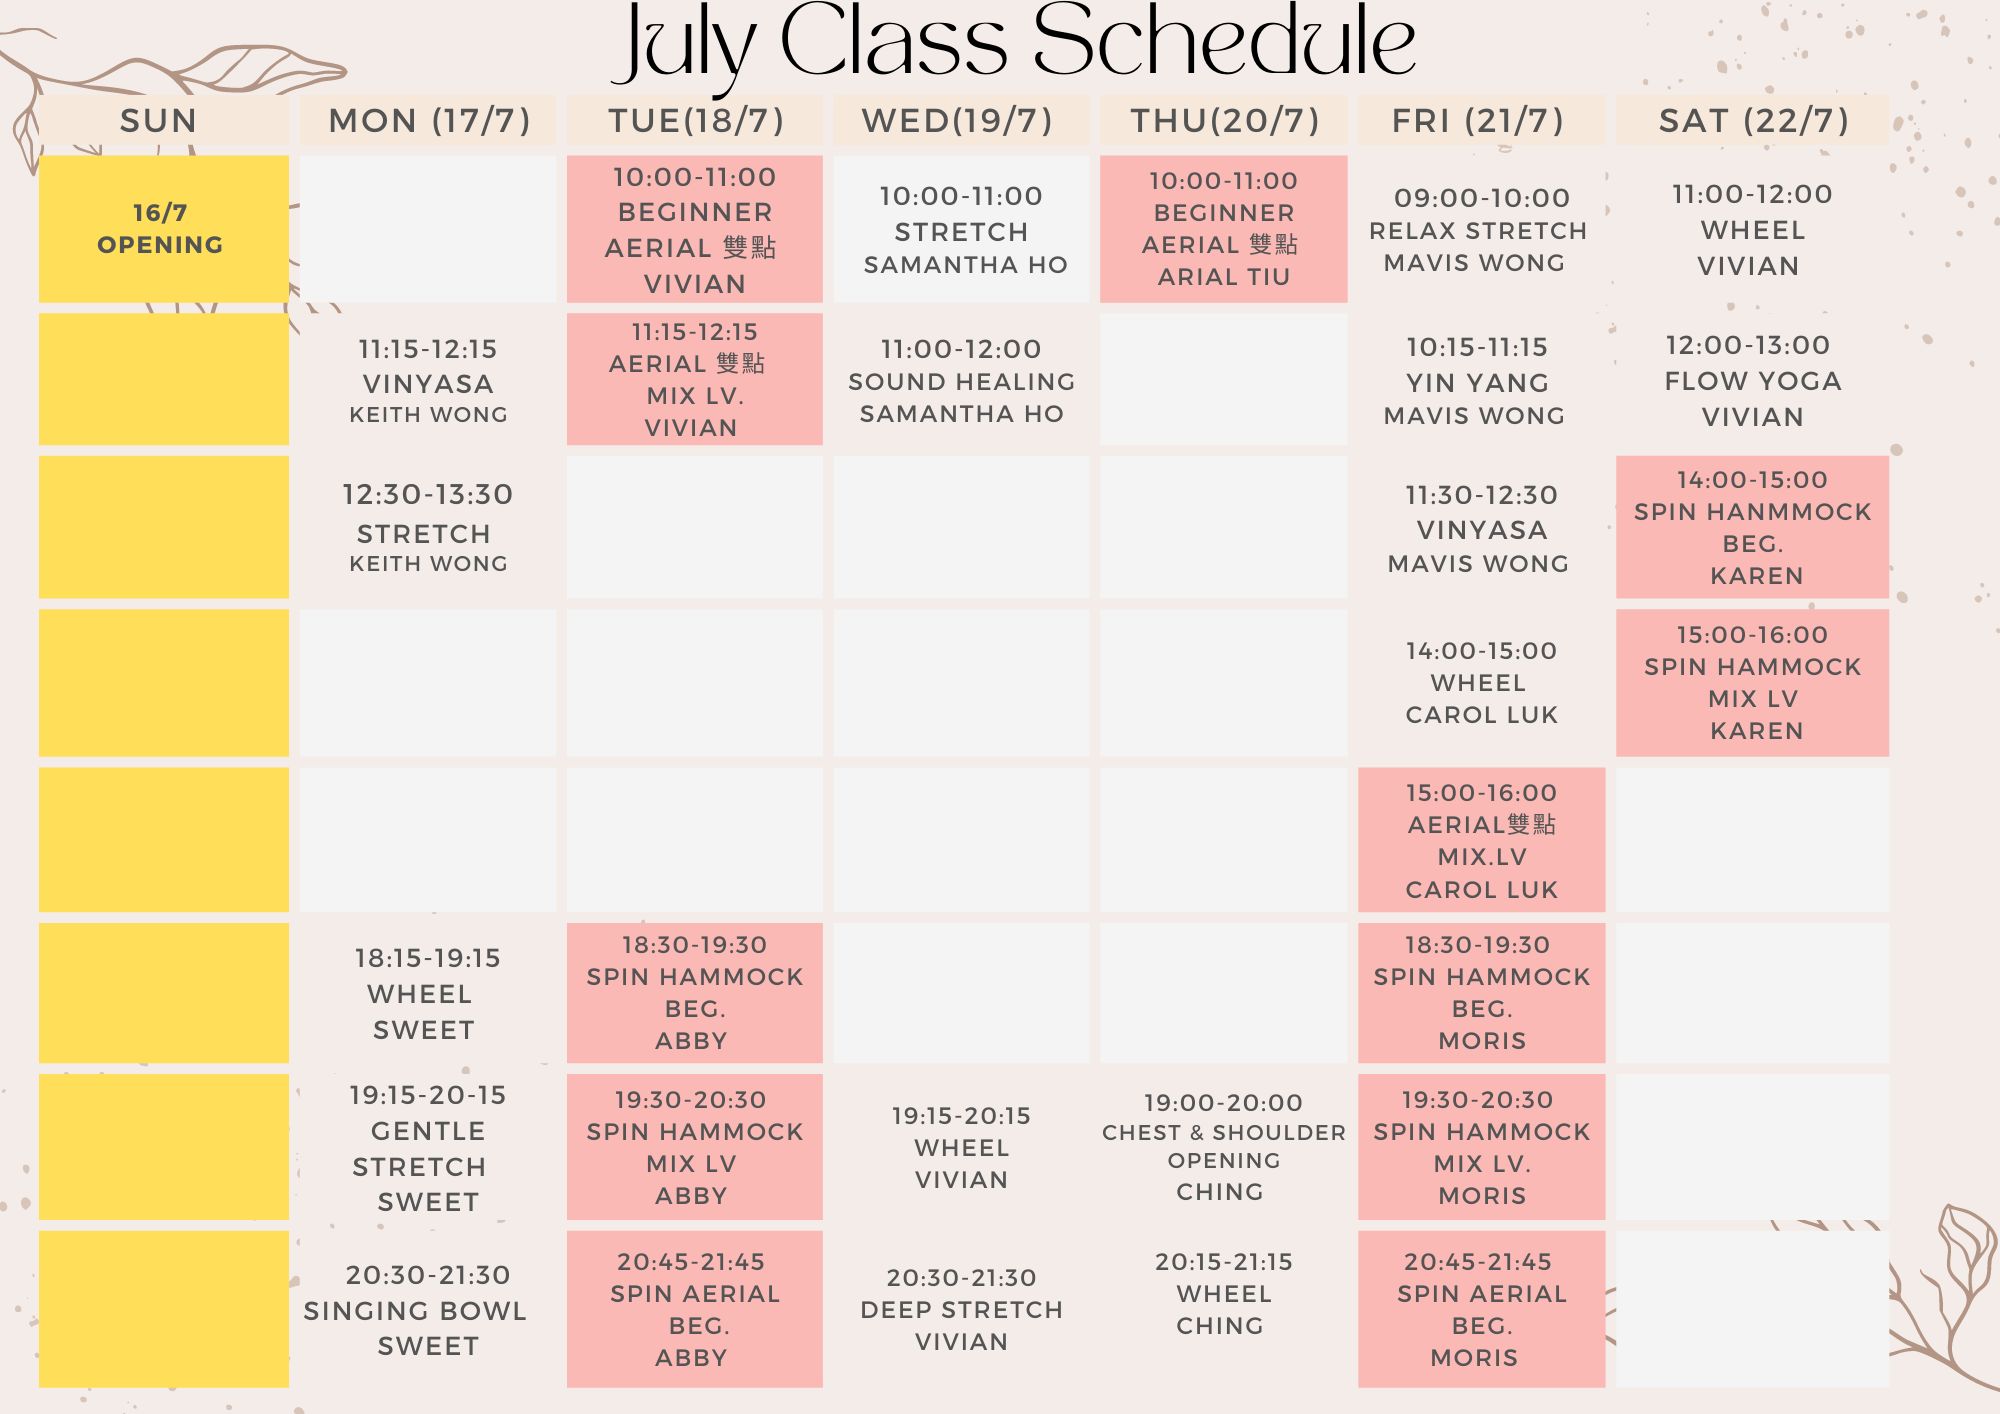 July Class Schedule
SUN
MON (17/7)
TUE(18/7)
WED(19/7)
THU(20/7)
FRI (21/7)
SAT (22/7)
16/7
OPENING
10:00-11:00
BEGINNER
AERIAL 雙點
VIVIAN
10:00-11:00
STRETCH
SAMANTHA HO
10:00-11:00
BEGINNER
AERIAL 雙點
ARIAL TIU
09:00-10:00
RELAX STRETCH
MAVIS WONG
11:00-12:00
WHEEL
VIVIAN
11:15-12:15
VINYASA
KEITH WONG
11:15-12:15
AERIAL 雙點
MIX LV.
VIVIAN
11:00-12:00
SOUND HEALING
SAMANTHA HO
10:15-11:15
YIN YANG
MAVIS WONG
12:00-13:00
FLOW YOGA
VIVIAN
12:30-13:30
STRETCH
KEITH WONG
11:30-12:30
VINYASA
MAVIS WONG
14:00-15:00
SPIN HANMMOCK
BEG.
KAREN
14:00-15:00
WHEEL
CAROL LUK
15:00-16:00
SPIN HAMMOCK
MIX LV
KAREN
15:00-16:00
AERIAL雙點
MIX.LV
CAROL LUK
18:15-19:15
WHEEL
SWEET
18:30-19:30
SPIN HAMMOCK
BEG.
ABBY
18:30-19:30
SPIN HAMMOCK
BEG.
MORIS
19:15-20-15
GENTLE
STRETCH
SWEET
19:30-20:30
SPIN HAMMOCK
MIX LV
ABBY
19:15-20:15
WHEEL
VIVIAN
19:00-20:00
CHEST & SHOULDER
OPENING
CHING
19:30-20:30
SPIN HAMMOCK
MIX LV.
MORIS
20:30-21:30
SINGING BOWL
SWEET
20:45-21:45
SPIN AERIAL
BEG.
ABBY
20:30-21:30
DEEP STRETCH
VIVIAN
20:15-21:15
WHEEL
CHING
20:45-21:45
SPIN AERIAL
BEG.
MORIS